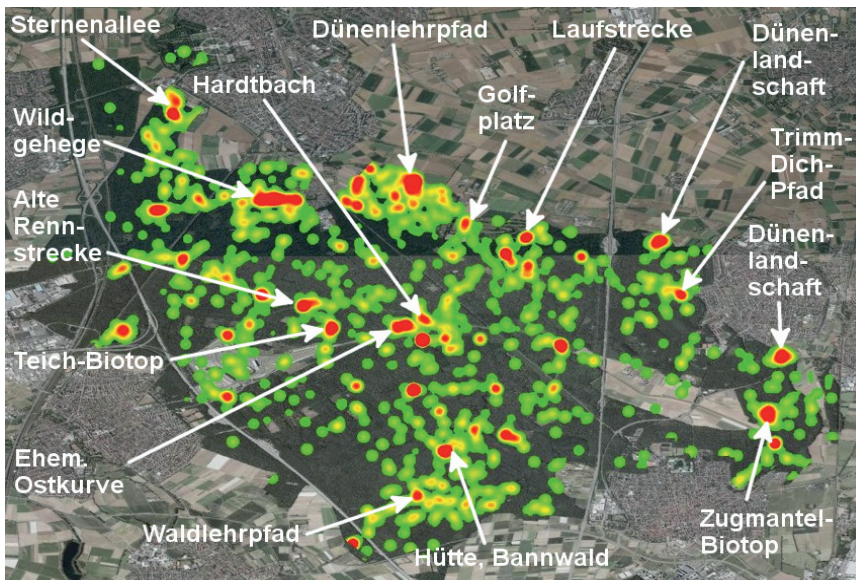 Sternenallee
Dünenlehrpfad
Laufstrecke
Dünen-
land-
schaft
Hardtbach
Golf-
platz
Wild-
gehege
Trimm-
Dich-
Pfad
Alte
Renn-
strecke
Dünen-
land-
schaft
Teich-Biotop
Ehem.
Ostkurve
Waldlehrpfad
Hütte, Bannwald
Zugmantel-
Biotop